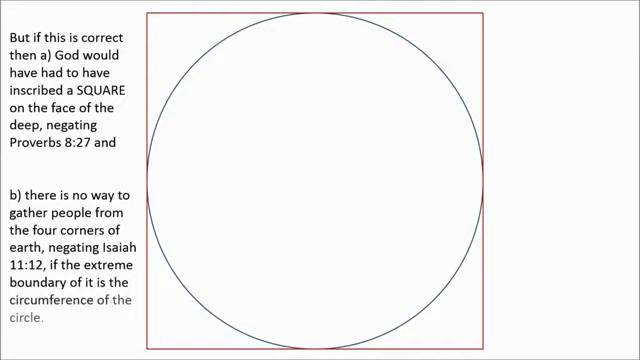 But if this is correct
then a) God would
have had to have
inscribed a SQUARE
on the face of the
deep, negating
Proverbs 8:27 and
b) there is no way to
gather people from
the four corners of
earth, negating Isaiah
11:12, if the extreme
boundary of it is the
circumference of the
circle.